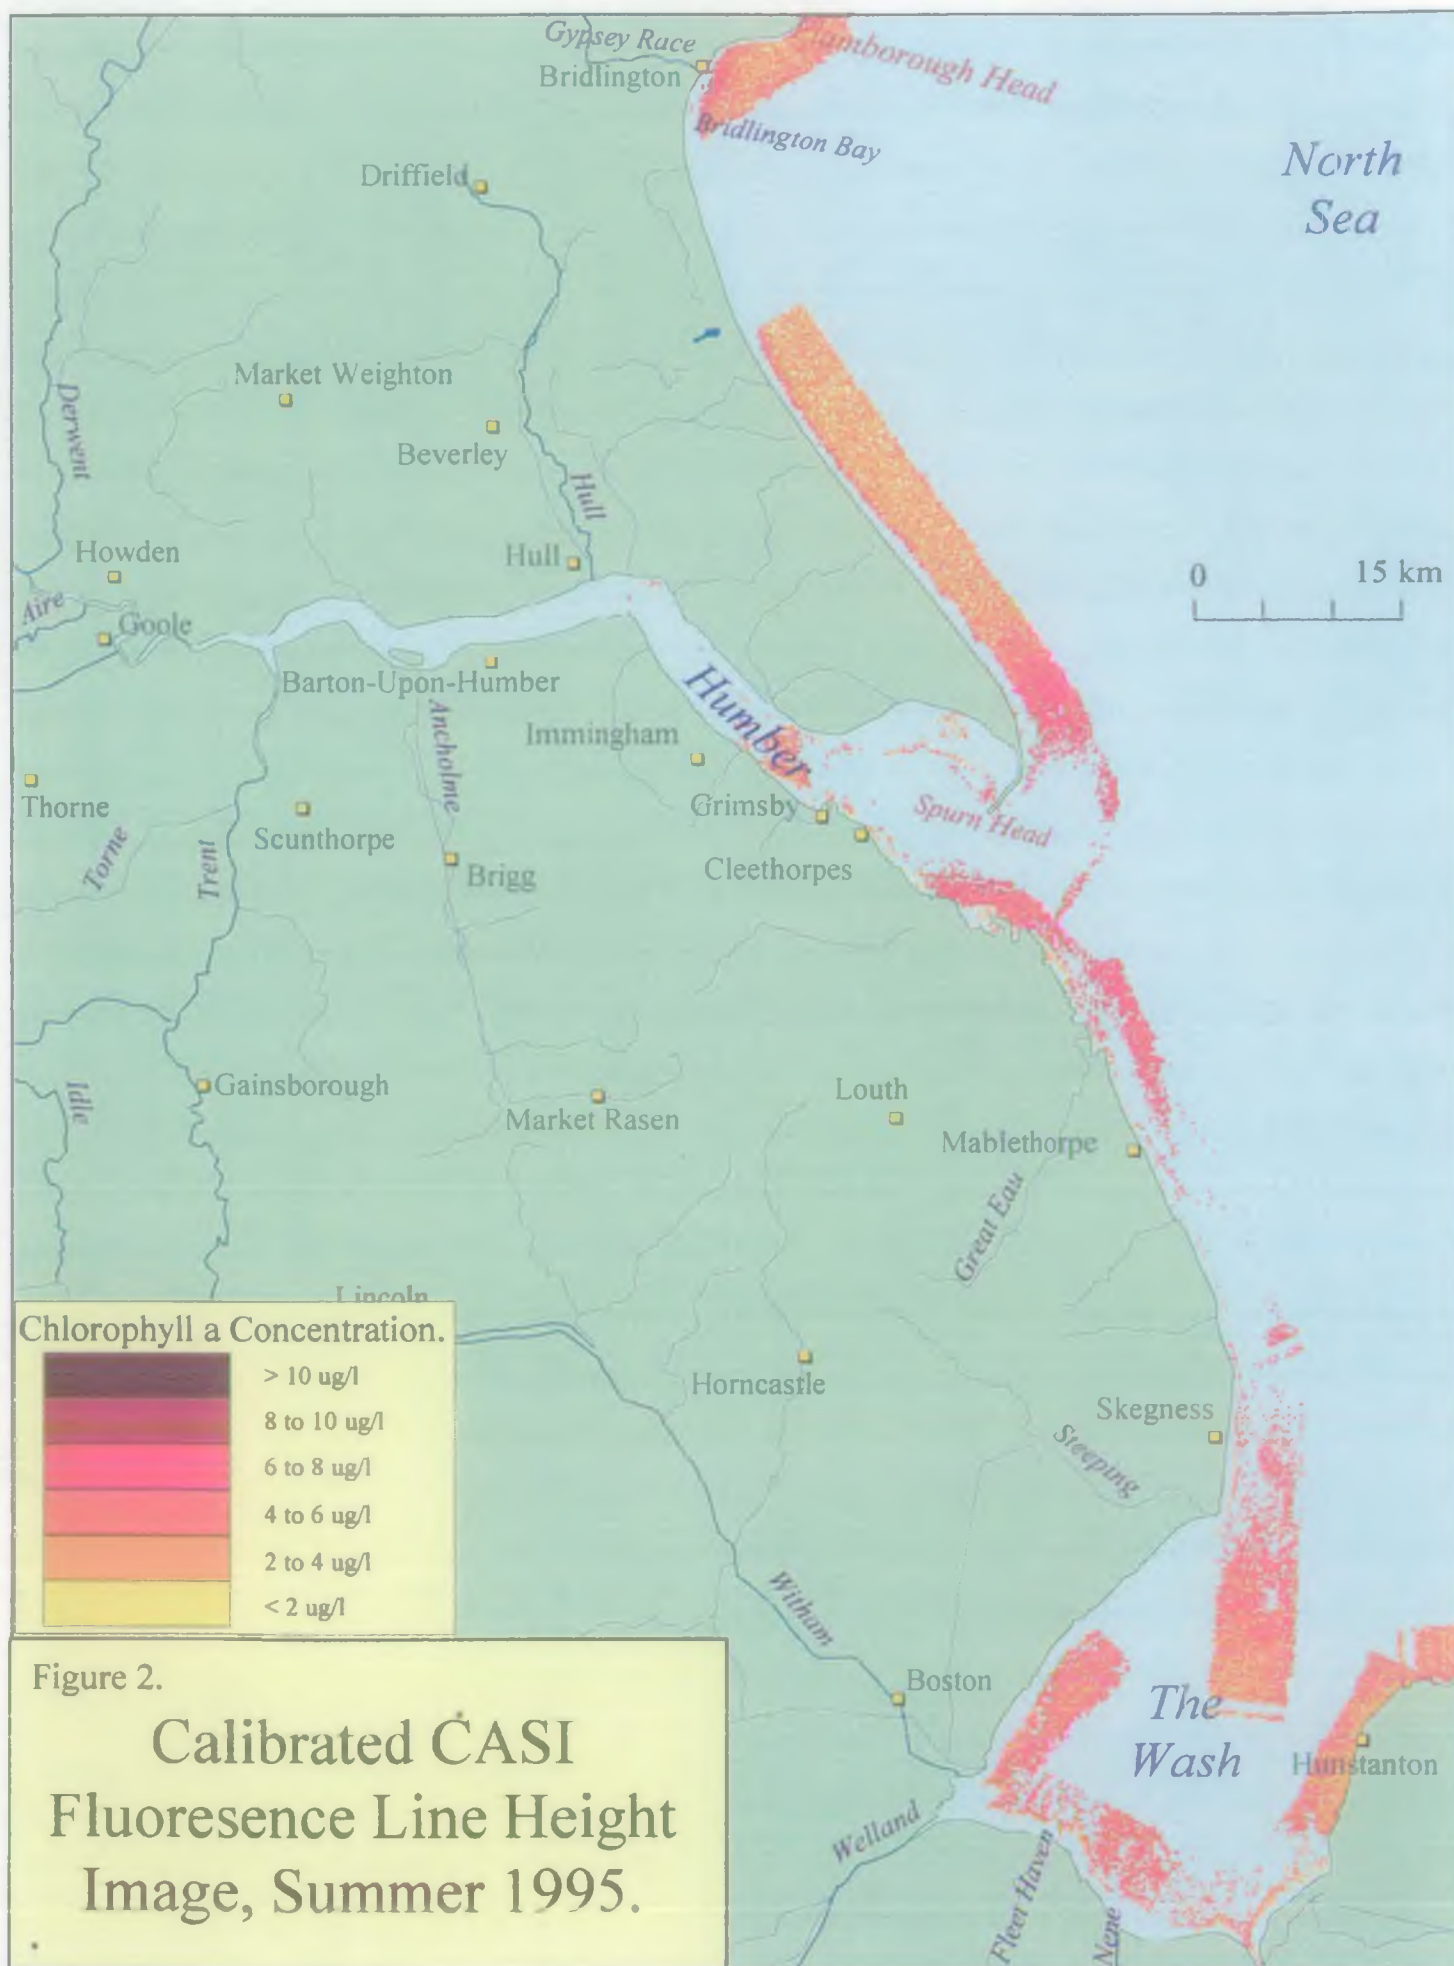 Gypsey Race
Flamborough Head
Bridlington
Bridlington Bay
North
Sea
Driffield
Market Weighton
Derwent
Beverley
Hull
Howden
Hull
0 15 km
Aire
Goole
Barton-Upon-Humber
Humber
Ancholme
Immingham
Thorne
Grimsby
Spurn Head
Torne
Scunthorpe
Trent
Cleethorpes
Brigg
Idle
Gainsborough
Market Rasen
Louth
Mablethorpe
Great Eau
Lincoln
Chlorophyll a Concentration.
> 10 ug/l
8 to 10 ug/l
6 to 8 ug/l
4 to 6 ug/l
2 to 4 ug/l
< 2 ug/l
Horncastle
Skegness
Steeping
Witham
Boston
The
Wash
Hunstanton
Welland
Fleet Haven
Nene
Figure 2.
Calibrated CASI
Fluoresence Line Height
Image, Summer 1995.